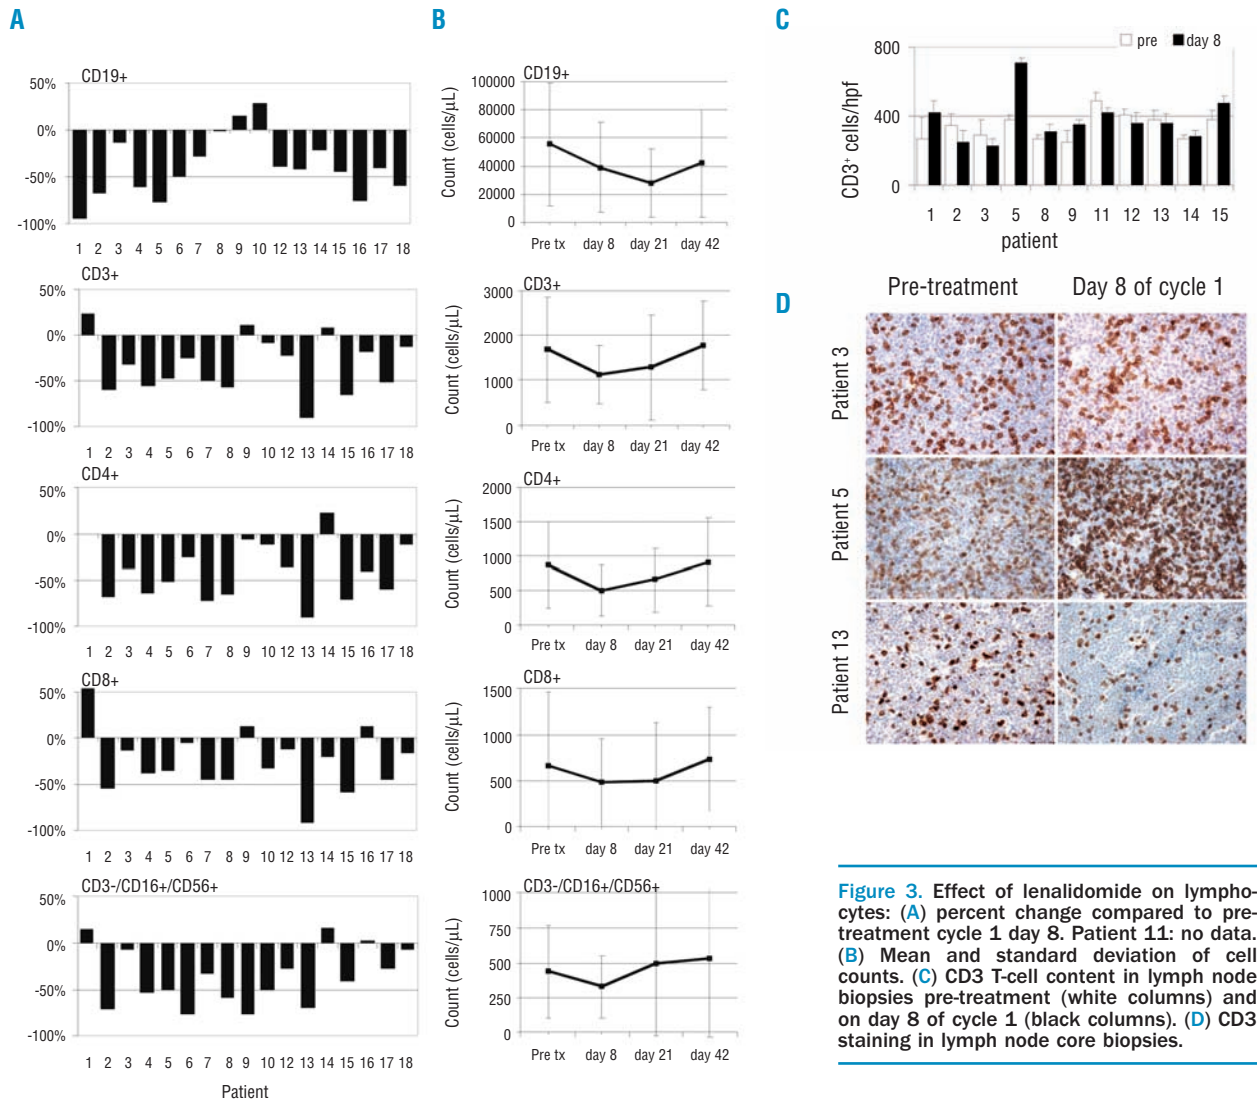 A
CD19+
50%
0%
-50%
-100%
1 2 3 4 5 6 7 8 9 10 12 13 14 15 16 17 18
CD3+
50%
0%
-50%
-100%
1 2 3 4 5 6 7 8 9 10 12 13 14 15 16 17 18
CD4+
50%
0%
-50%
-100%
1 2 3 4 5 6 7 8 9 10 12 13 14 15 16 17 18
CD8+
50%
0%
-50%
-100%
1 2 3 4 5 6 7 8 9 10 12 13 14 15 16 17 18
CD3-/CD16+/CD56+
50%
0%
-50%
-100%
1 2 3 4 5 6 7 8 9 10 12 13 14 15 16 17 18
Patient
B
CD19+
Count (cells/μL)
100000
80000
60000
40000
20000
0
Pre tx day 8 day 21 day 42
CD3+
Count (cells/μL)
3000
2000
1000
0
Pre tx day 8 day 21 day 42
CD4+
Count (cells/μL)
2000
1500
1000
500
0
Pre tx day 8 day 21 day 42
CD8+
Count (cells/μL)
1500
1000
500
0
Pre tx day 8 day 21 day 42
CD3-/CD16+/CD56+
Count (cells/μL)
1000
750
500
250
0
Pre tx day 8 day 21 day 42
C
pre day 8
CD3+ cells/hpf
800
400
0
1 2 3 5 8 9 11 12 13 14 15
patient
D
Pre-treatment Day 8 of cycle 1
Patient 3
Patient 5
Patient 13
Figure 3. Effect of lenalidomide on lympho-
cytes: (A) percent change compared to pre-
treatment cycle 1 day 8. Patient 11: no data.
(B) Mean and standard deviation of cell
counts. (C) CD3 T-cell content in lymph node
biopsies pre-treatment (white columns) and
on day 8 of cycle 1 (black columns). (D) CD3
staining in lymph node core biopsies.